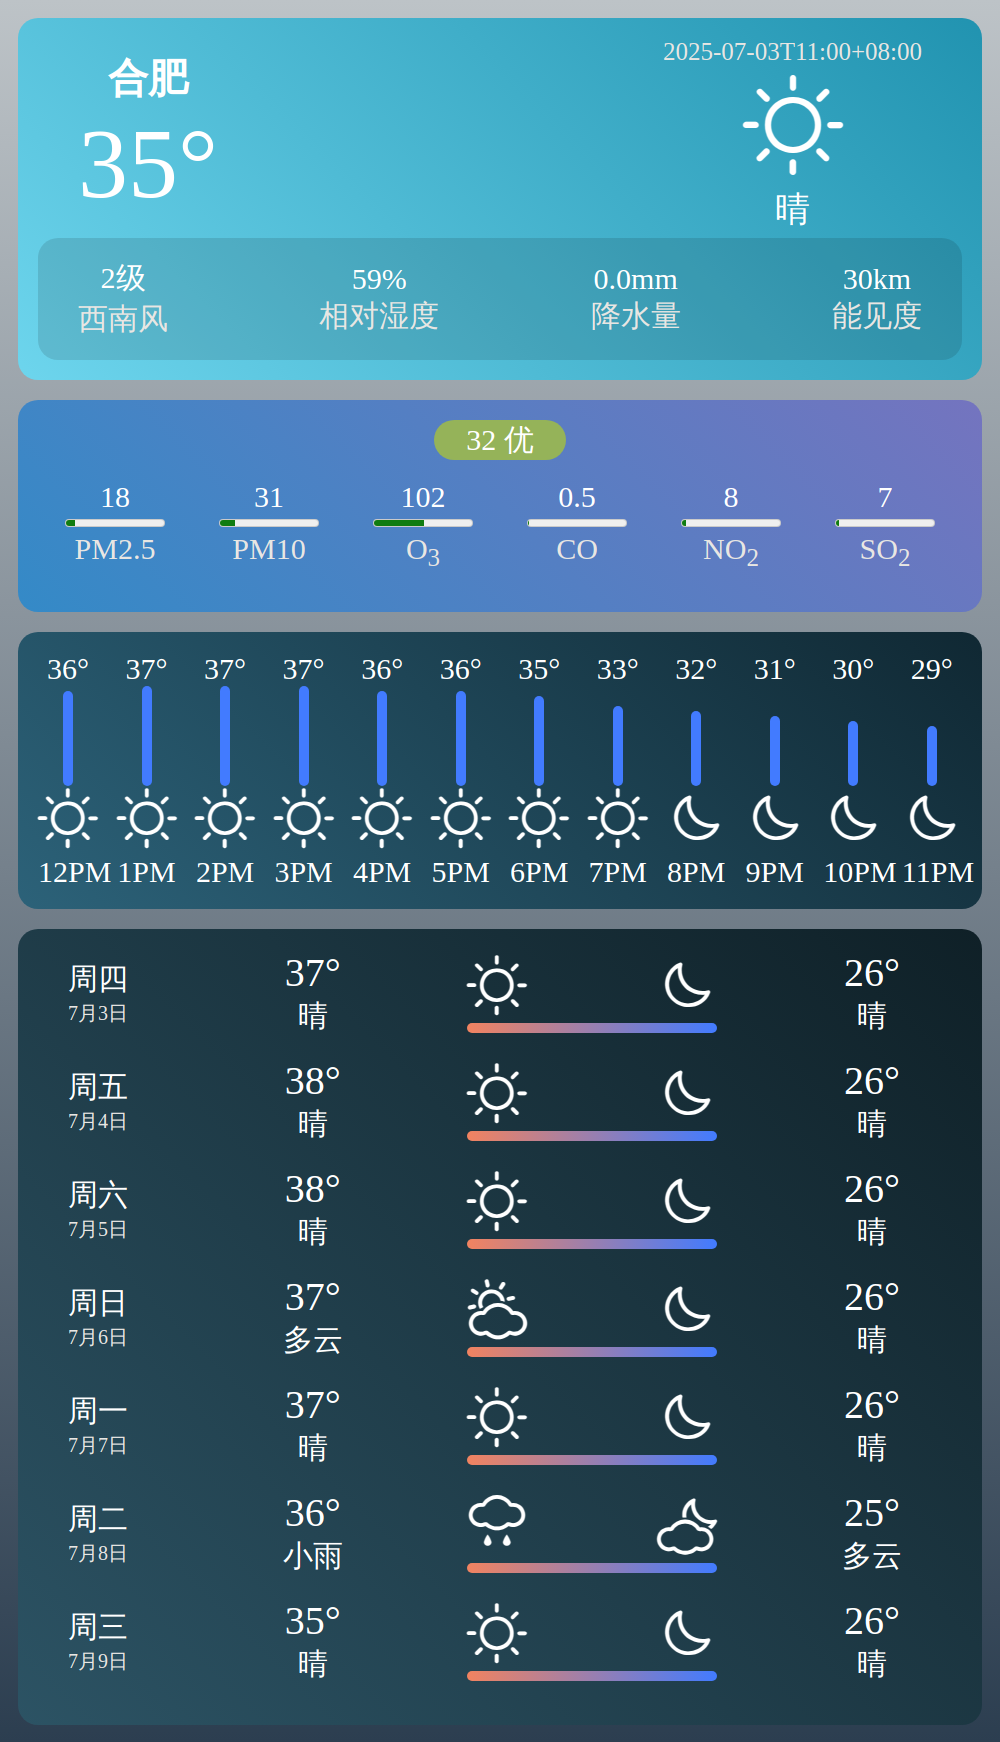 合肥
35°
2025-07-03T11:00+08:00
晴
2级 59% 0.0mm 30km
西南风 相对湿度 降水量 能见度
32 优
18 31 102 0.5 8 7
PM2.5 PM10 O3 CO NO2 SO2
36° 37° 37° 37° 36° 36° 35° 33° 32° 31° 30° 29°
12PM 1PM 2PM 3PM 4PM 5PM 6PM 7PM 8PM 9PM 10PM 11PM
周四 37° 26°
7月3日 晴 晴
周五 38° 26°
7月4日 晴 晴
周六 38° 26°
7月5日 晴 晴
周日 37° 26°
7月6日 多云 晴
周一 37° 26°
7月7日 晴 晴
周二 36° 25°
7月8日 小雨 多云
周三 35° 26°
7月9日 晴 晴